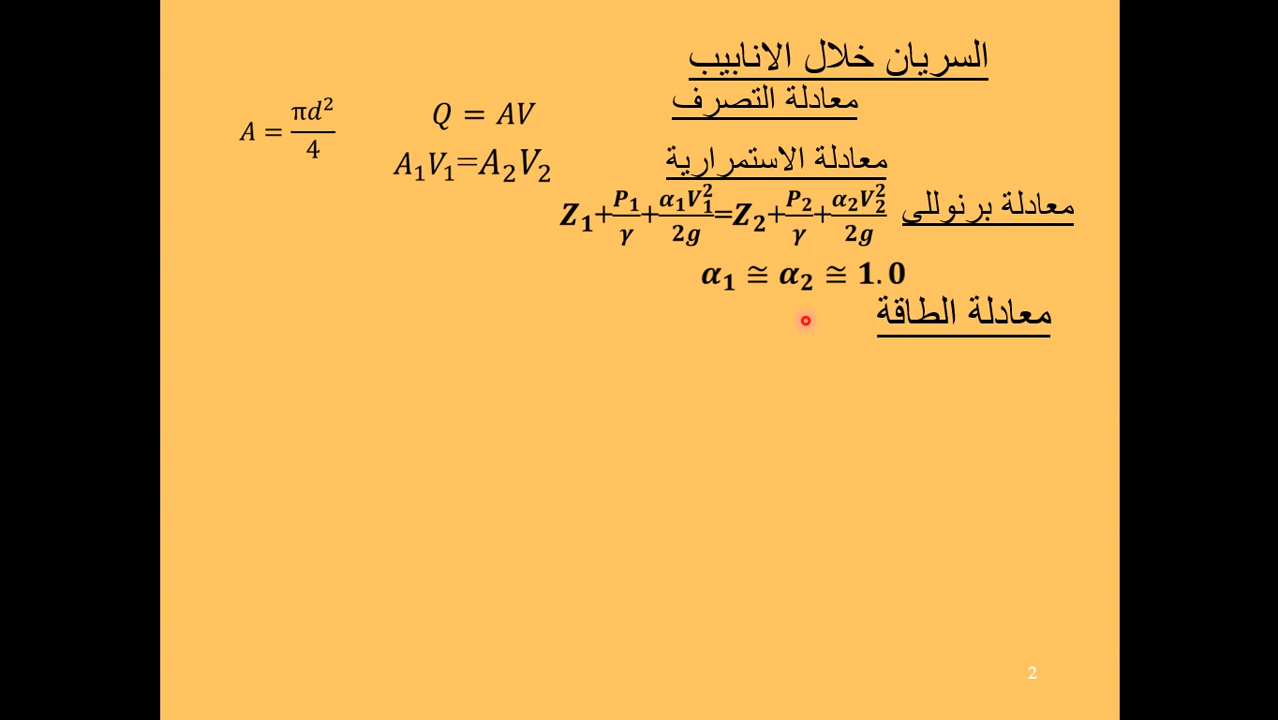 السريان خلال الانابيب
معادلة التصرف Q = AV A = πd²/4
معادلة الاستمرارية A₁V₁=A₂V₂
معادلة برنوللي Z₁+P₁/γ+α₁V₁²/2g=Z₂+P₂/γ+α₂V₂²/2g
α₁ ≅ α₂ ≅ 1.0
معادلة الطاقة
2